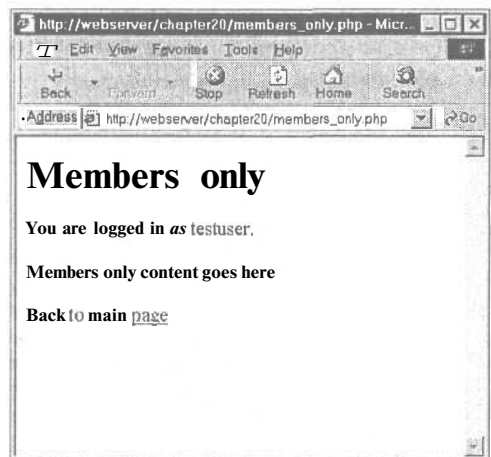 http://webserver/chapter20/members_only.php - Micr...
T Edit View Favorites Tools Help
Back Forward Stop Refresh Home Search
Address http://webserver/chapter20/members_only.php Go
Members only
You are logged in as testuser.
Members only content goes here
Back to main page